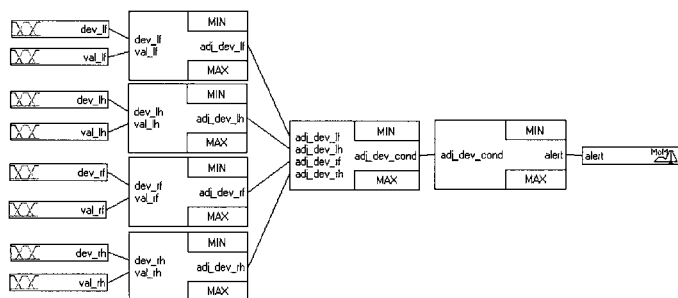 dev_lf
val_lf
MIN
dev_lf
val_lf
adj_dev_lf
MAX
dev_lh
val_lh
MIN
dev_lh
val_lh
adj_dev_lh
MAX
dev_rf
val_rf
MIN
dev_rf
val_rf
adj_dev_rf
MAX
dev_rh
val_rh
MIN
dev_rh
val_rh
adj_dev_rh
MAX
adj_dev_lf
adj_dev_lh
adj_dev_rf
adj_dev_rh
MIN
adj_dev_cond
MAX
adj_dev_cond
MIN
alert
MAX
alert
MoM